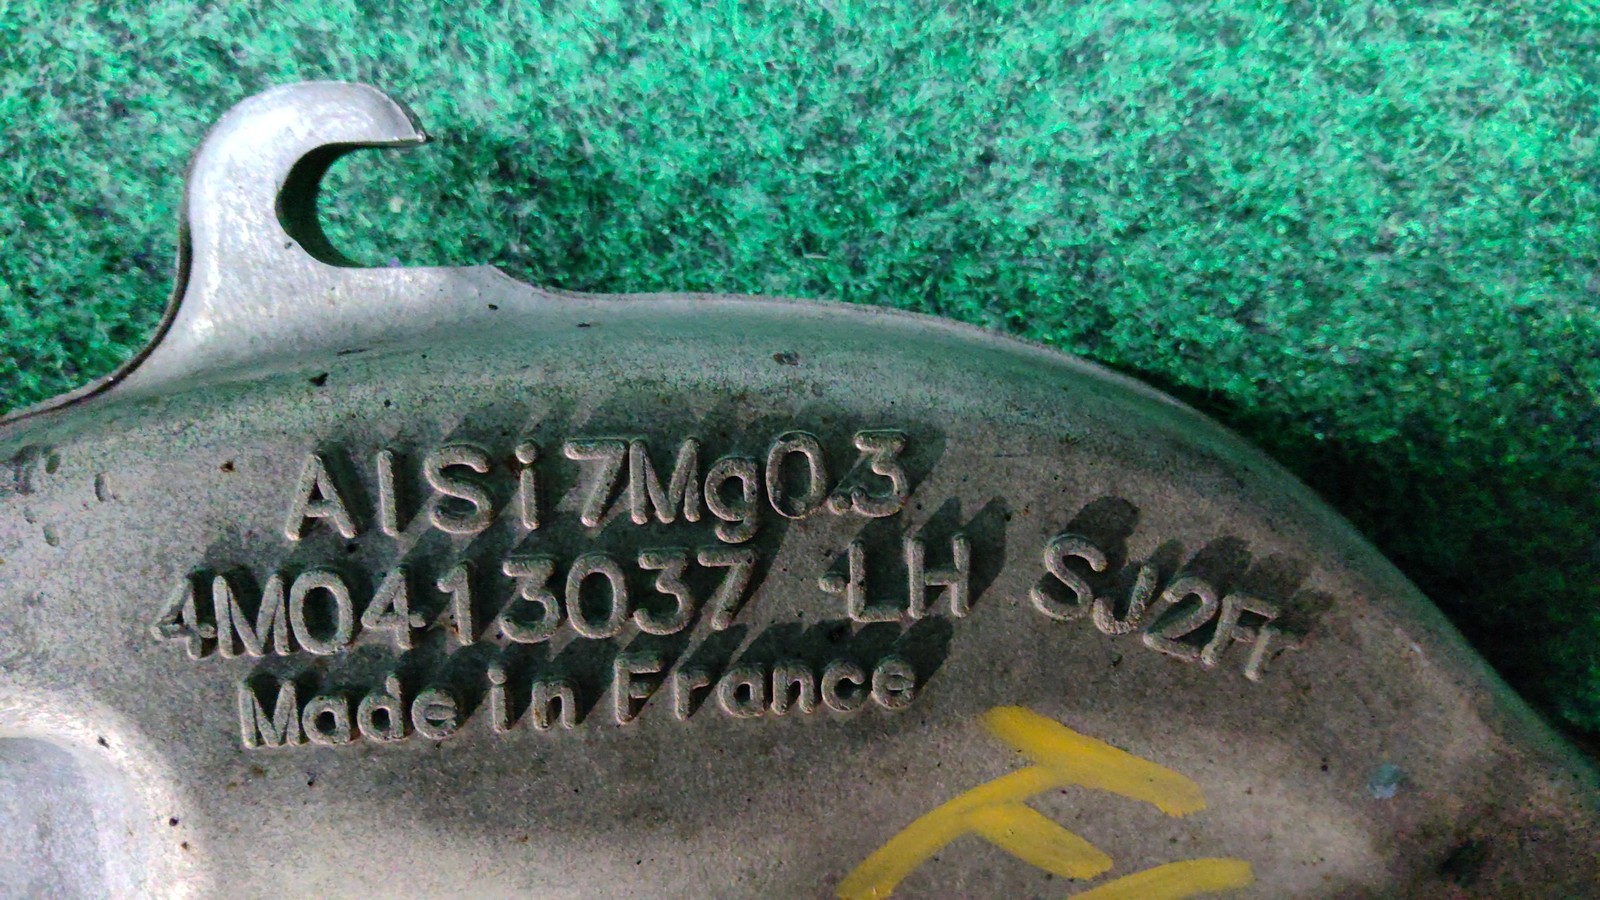 AlSi7Mg0.3
4M0413037 LH SJ2Fr
Made in France